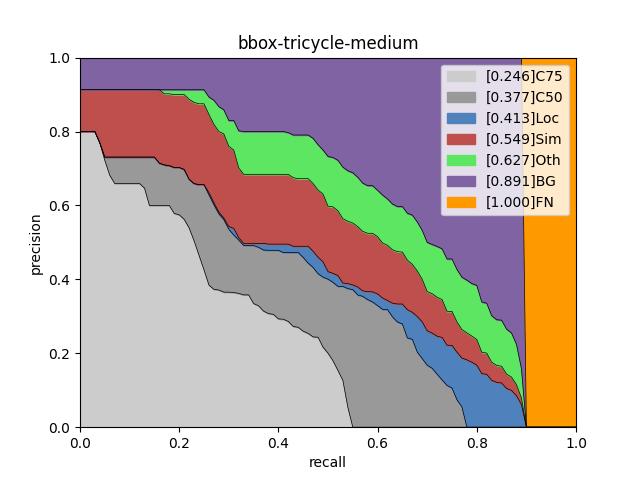 bbox-tricycle-medium
[0.246]C75
[0.377]C50
[0.413]Loc
[0.549]Sim
[0.627]Oth
[0.891]BG
[1.000]FN
precision
1.0
0.8
0.6
0.4
0.2
0.0
0.0 0.2 0.4 0.6 0.8 1.0
recall